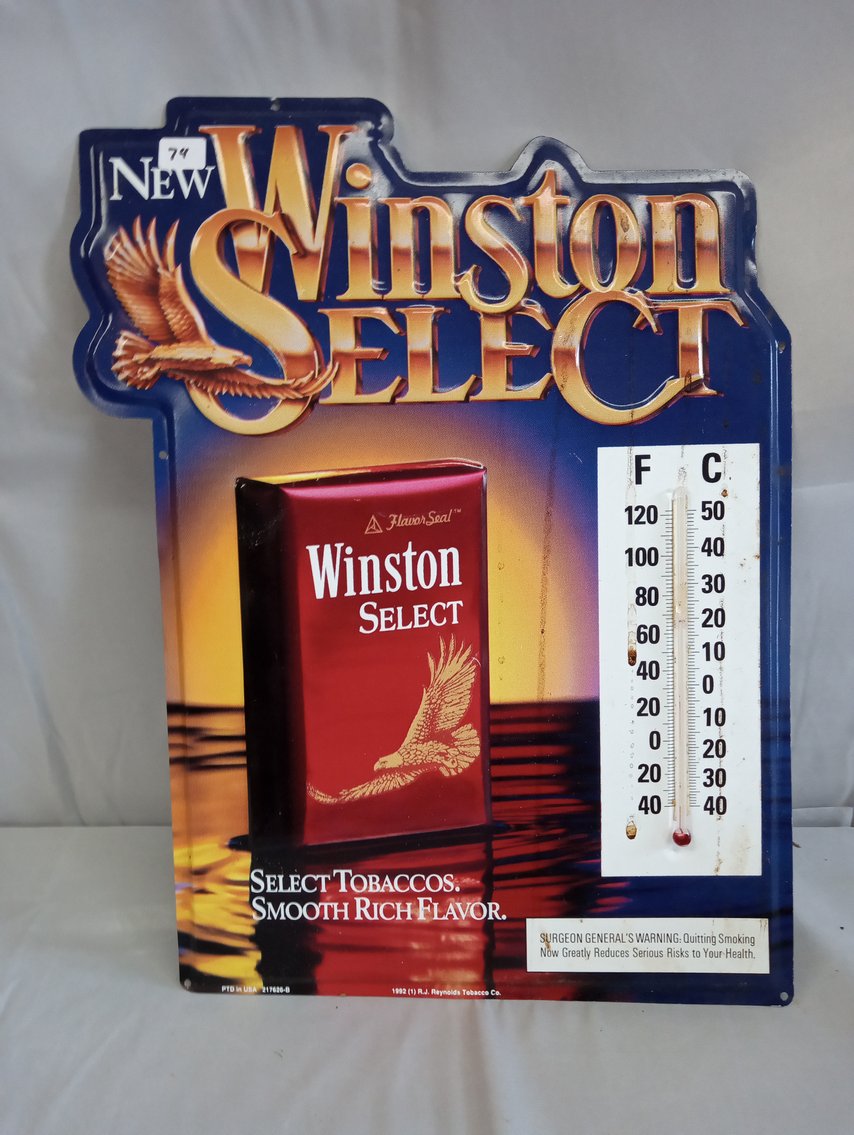 74
NEW
Winston
SELECT
Flavor Seal™
Winston
SELECT
F C
120 50
100 40
80 30
60 20
40 10
20 0
0 10
20 20
40 30
40
SELECT TOBACCOS.
SMOOTH RICH FLAVOR.
SURGEON GENERAL'S WARNING: Quitting Smoking
Now Greatly Reduces Serious Risks to Your Health.
PTD in USA 217626-B
1992 (1) R.J. Reynolds Tobacco Co.